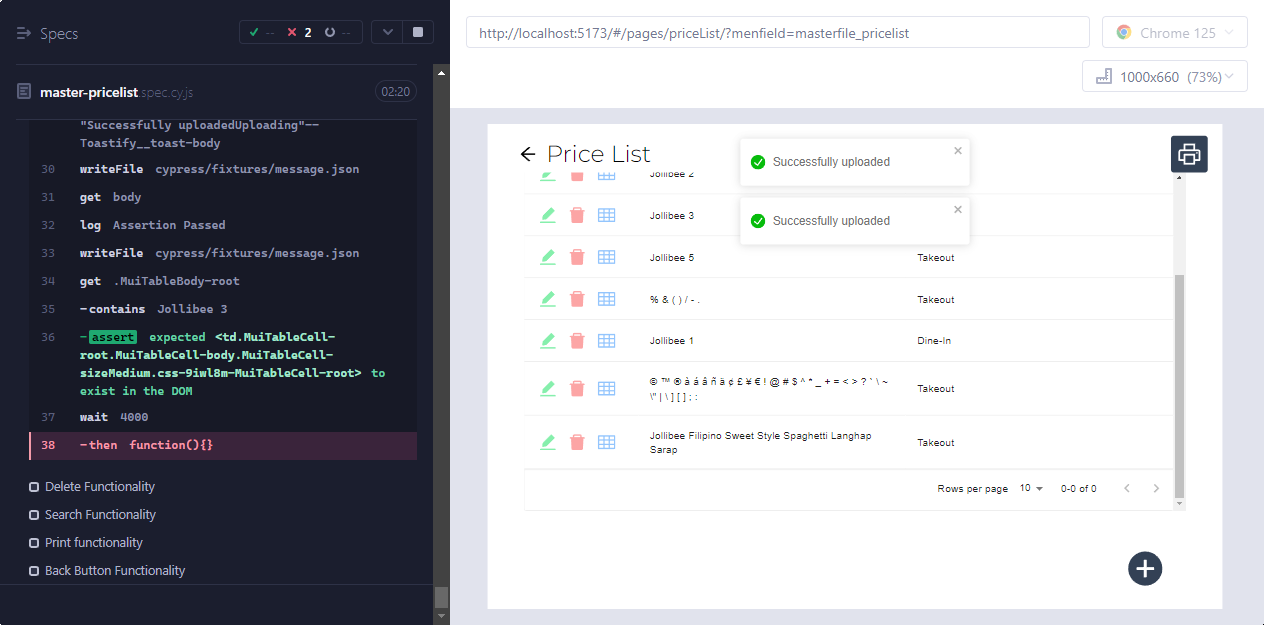 Specs
--
2
--
master-pricelist spec.cy.js
02:20
"Successfully uploadedUploading"--
Toastify__toast-body
30 writeFile cypress/fixtures/message.json
31 get body
32 log Assertion Passed
33 writeFile cypress/fixtures/message.json
34 get .MuiTableBody-root
35 -contains Jollibee 3
36 -assert expected <td.MuiTableCell-
root.MuiTableCell-body.MuiTableCell-
sizeMedium.css-9iwl8m-MuiTableCell-root> to
exist in the DOM
37 wait 4000
38 -then function(){}
Delete Functionality
Search Functionality
Print functionality
Back Button Functionality
http://localhost:5173/#/pages/priceList/?menfield=masterfile_pricelist
Chrome 125
1000x660 (73%)
Price List
Successfully uploaded
Successfully uploaded
Jollibee 2
Jollibee 3
Jollibee 5 Takeout
% & ( ) / - . Takeout
Jollibee 1 Dine-In
© ™ ® à á â ñ ä ¢ £ ¥ € ! @ # $ ^ * _ + = < > ? ` \ ~
\" | \ ] [ ] ; :
Takeout
Jollibee Filipino Sweet Style Spaghetti Langhap
Sarap
Takeout
Rows per page 10 0-0 of 0